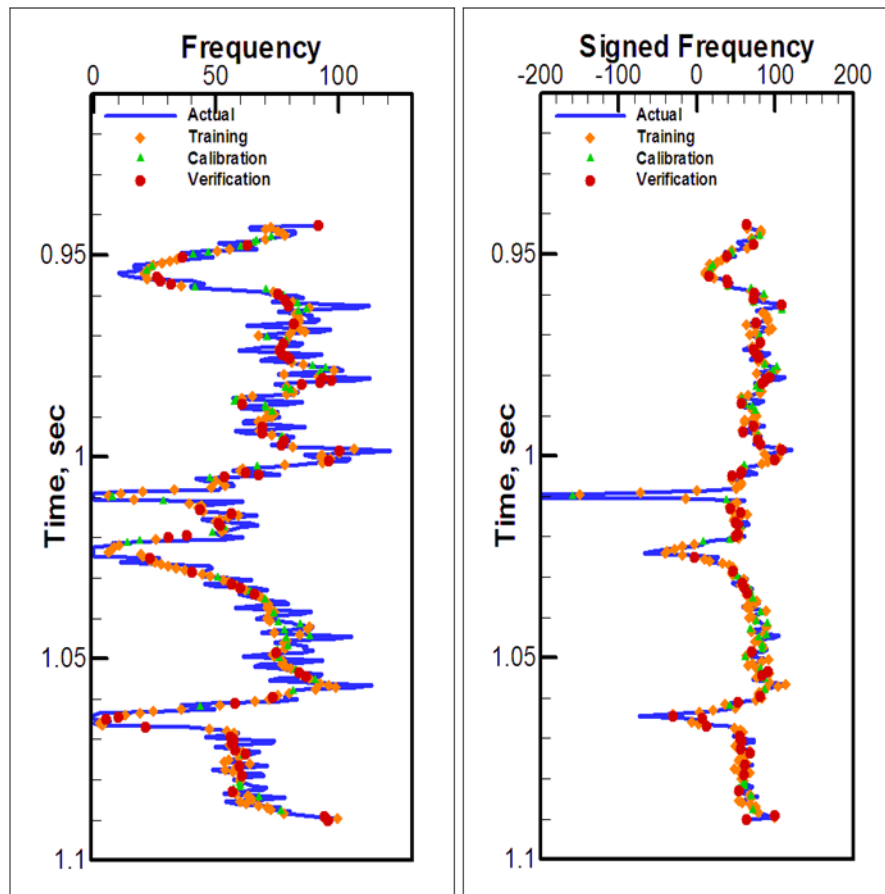 Frequency
0 50 100
Actual
Training
Calibration
Verification
Time, sec
0.95
1
1.05
1.1
Signed Frequency
-200 -100 0 100 200
Actual
Training
Calibration
Verification
Time, sec
0.95
1
1.05
1.1